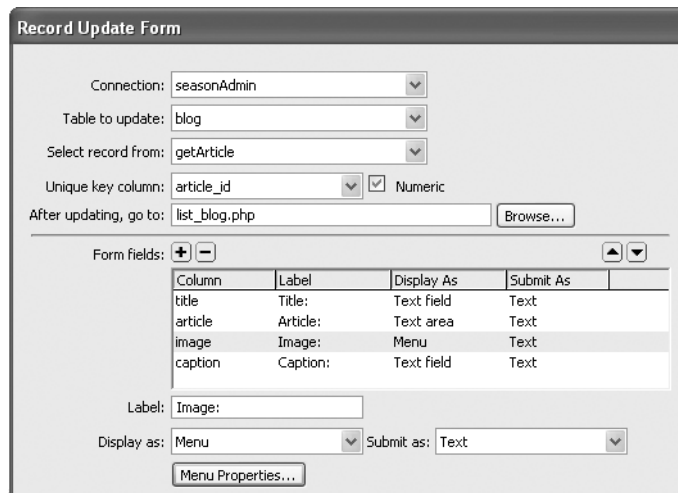 Record Update Form
Connection: seasonAdmin
Table to update: blog
Select record from: getArticle
Unique key column: article_id Numeric
After updating, go to: list_blog.php Browse...
Form fields:
Column Label Display As Submit As
title Title: Text field Text
article Article: Text area Text
image Image: Menu Text
caption Caption: Text field Text
Label: Image:
Display as: Menu Submit as: Text
Menu Properties...